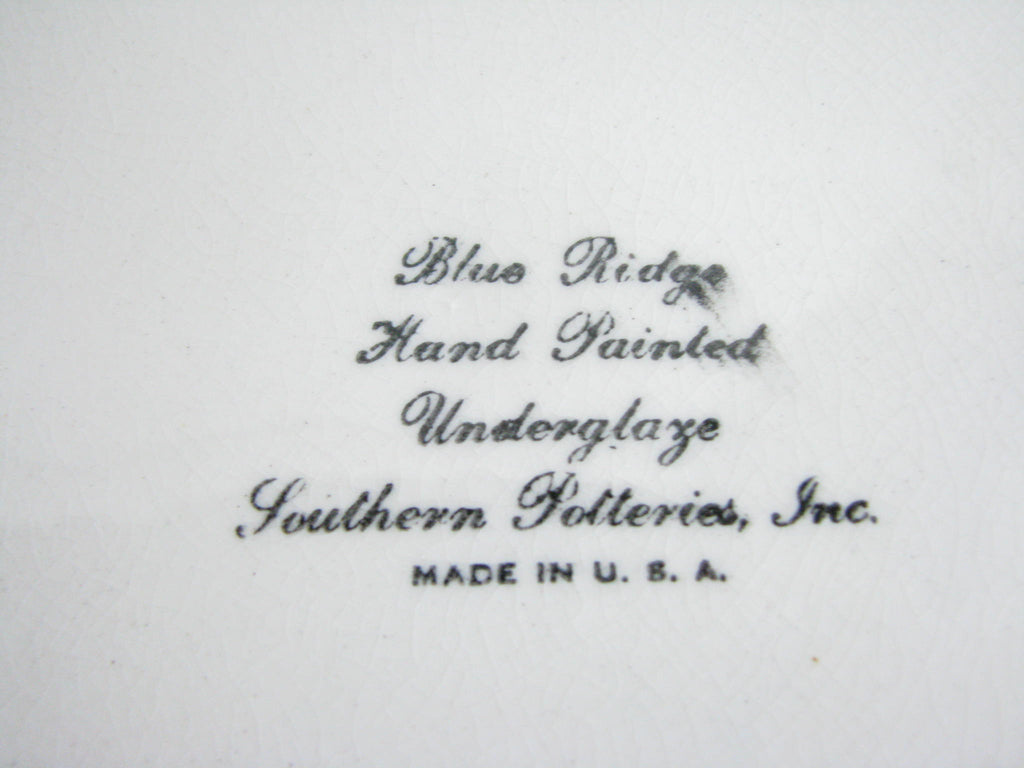 Blue Ridge
Hand Painted
Underglaze
Southern Potteries, Inc.
MADE IN U. S. A.